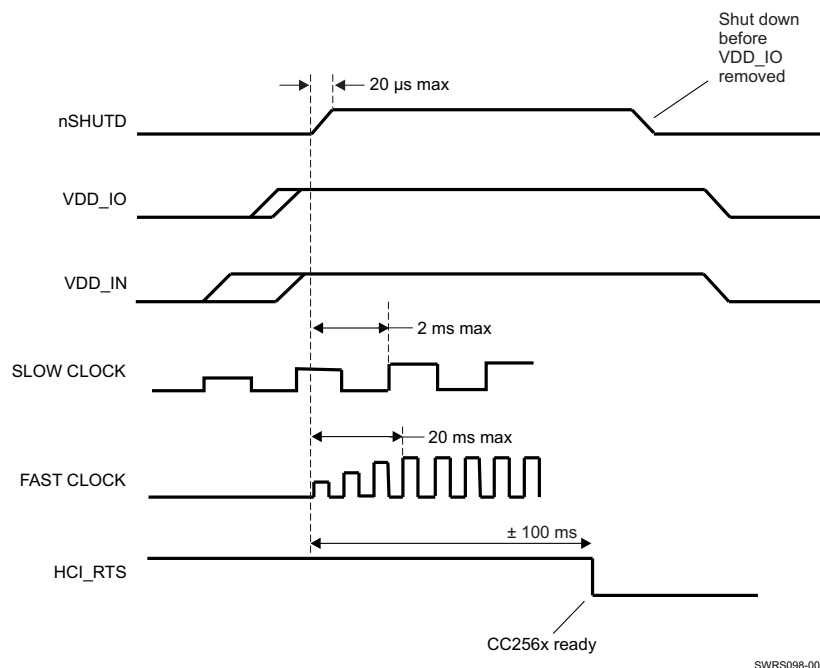 Shut down
before
VDD_IO
removed
20 µs max
nSHUTD
VDD_IO
VDD_IN
2 ms max
SLOW CLOCK
20 ms max
FAST CLOCK
± 100 ms
HCI_RTS
CC256x ready
SWRS098-00